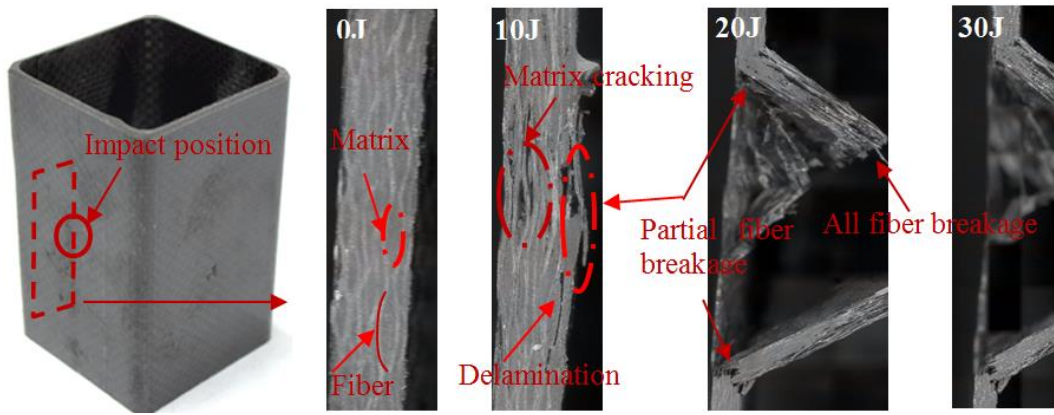 0J
10J
20J
30J
Matrix cracking
Impact position
Matrix
Partial fiber
breakage
All fiber breakage
Fiber
Delamination